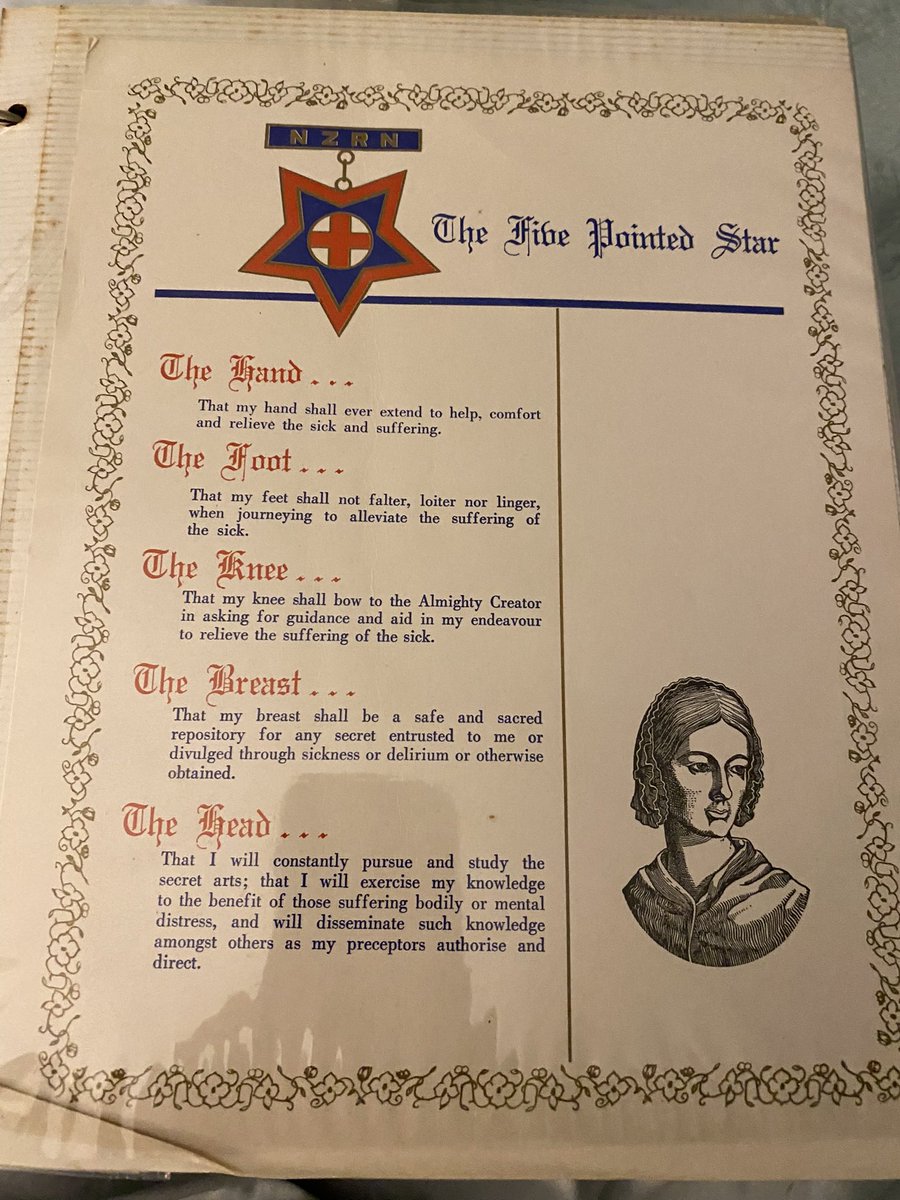 NZRN
The Five Pointed Star
The Hand...
That my hand shall ever extend to help, comfort
and relieve the sick and suffering.
The Foot...
That my feet shall not falter, loiter nor linger,
when journeying to alleviate the suffering of
the sick.
The Knee...
That my knee shall bow to the Almighty Creator
in asking for guidance and aid in my endeavour
to relieve the suffering of the sick.
The Breast...
That my breast shall be a safe and sacred
repository for any secret entrusted to me or
divulged through sickness or delirium or otherwise
obtained.
The Head...
That I will constantly pursue and study the
secret arts; that I will exercise my knowledge
to the benefit of those suffering bodily or mental
distress, and will disseminate such knowledge
amongst others as my preceptors authorise and
direct.